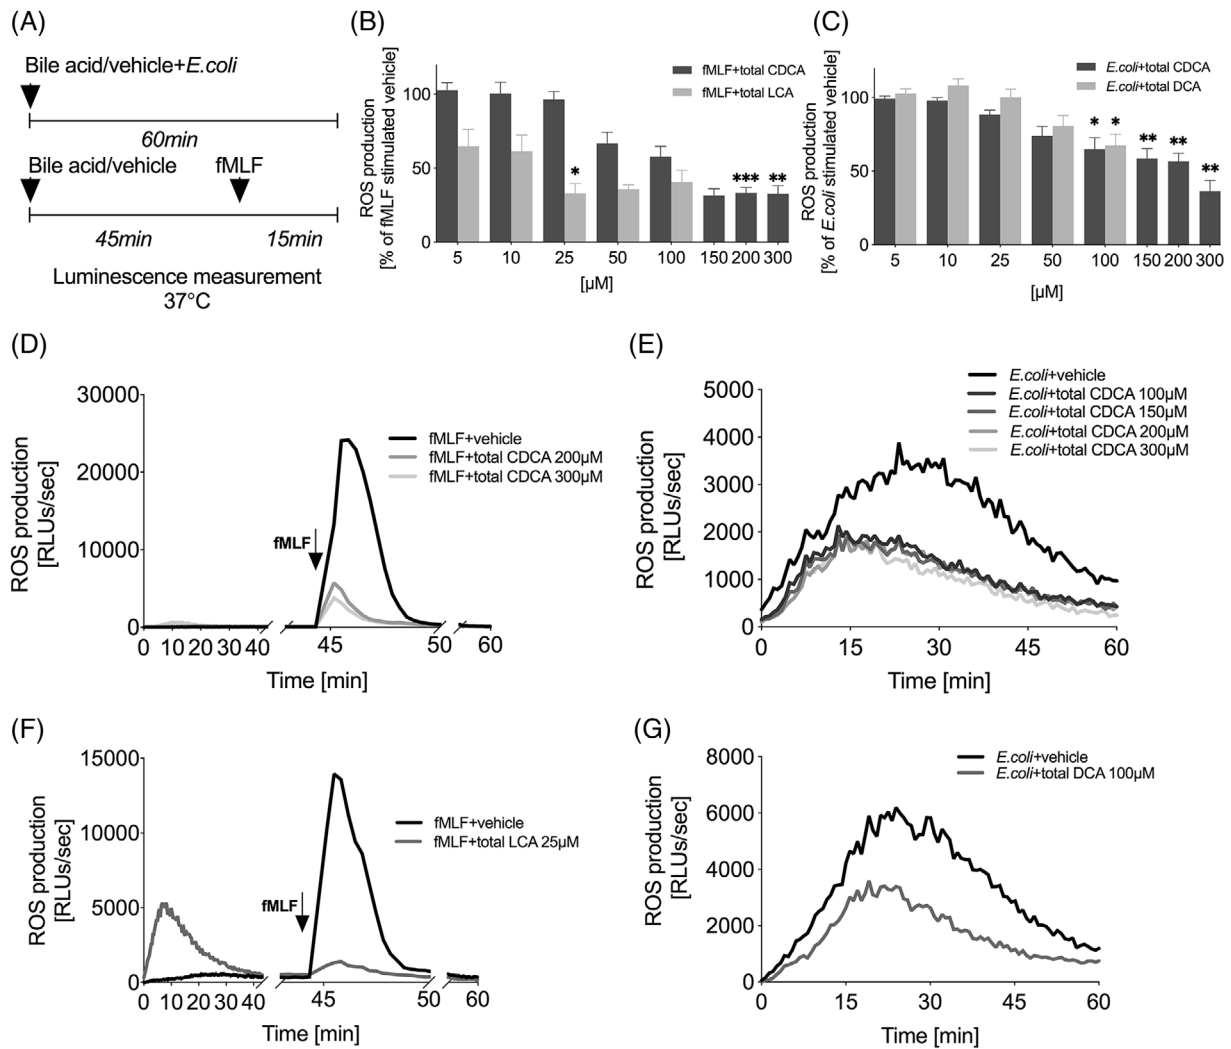 (A)
Bile acid/vehicle+E.coli
60min
Bile acid/vehicle
fMLF
45min
15min
Luminescence measurement
37°C
(B)
ROS production
[% of fMLF stimulated vehicle]
100
50
0
fMLF+total CDCA
fMLF+total LCA
*
***
**
5
10
25
50
100
150
200
300
[µM]
(C)
ROS production
[% of E.coli stimulated vehicle]
100
50
0
E.coli+total CDCA
E.coli+total DCA
*
*
**
**
**
5
10
25
50
100
150
200
300
[µM]
(D)
ROS production
[RLUs/sec]
30000
20000
10000
0
fMLF+vehicle
fMLF+total CDCA 200µM
fMLF+total CDCA 300µM
fMLF
0
10
20
30
40
45
50
60
Time [min]
(E)
ROS production
[RLUs/sec]
5000
4000
3000
2000
1000
0
E.coli+vehicle
E.coli+total CDCA 100µM
E.coli+total CDCA 150µM
E.coli+total CDCA 200µM
E.coli+total CDCA 300µM
0
15
30
45
60
Time [min]
(F)
ROS production
[RLUs/sec]
15000
10000
5000
0
fMLF+vehicle
fMLF+total LCA 25µM
fMLF
0
10
20
30
40
45
50
60
Time [min]
(G)
ROS production
[RLUs/sec]
8000
6000
4000
2000
0
E.coli+vehicle
E.coli+total DCA 100µM
0
15
30
45
60
Time [min]